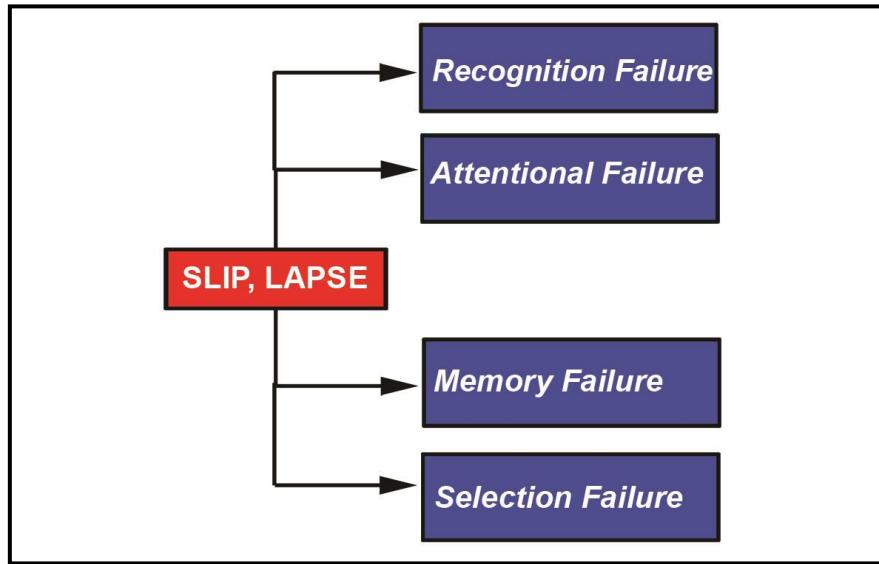 Recognition Failure
Attentional Failure
SLIP, LAPSE
Memory Failure
Selection Failure